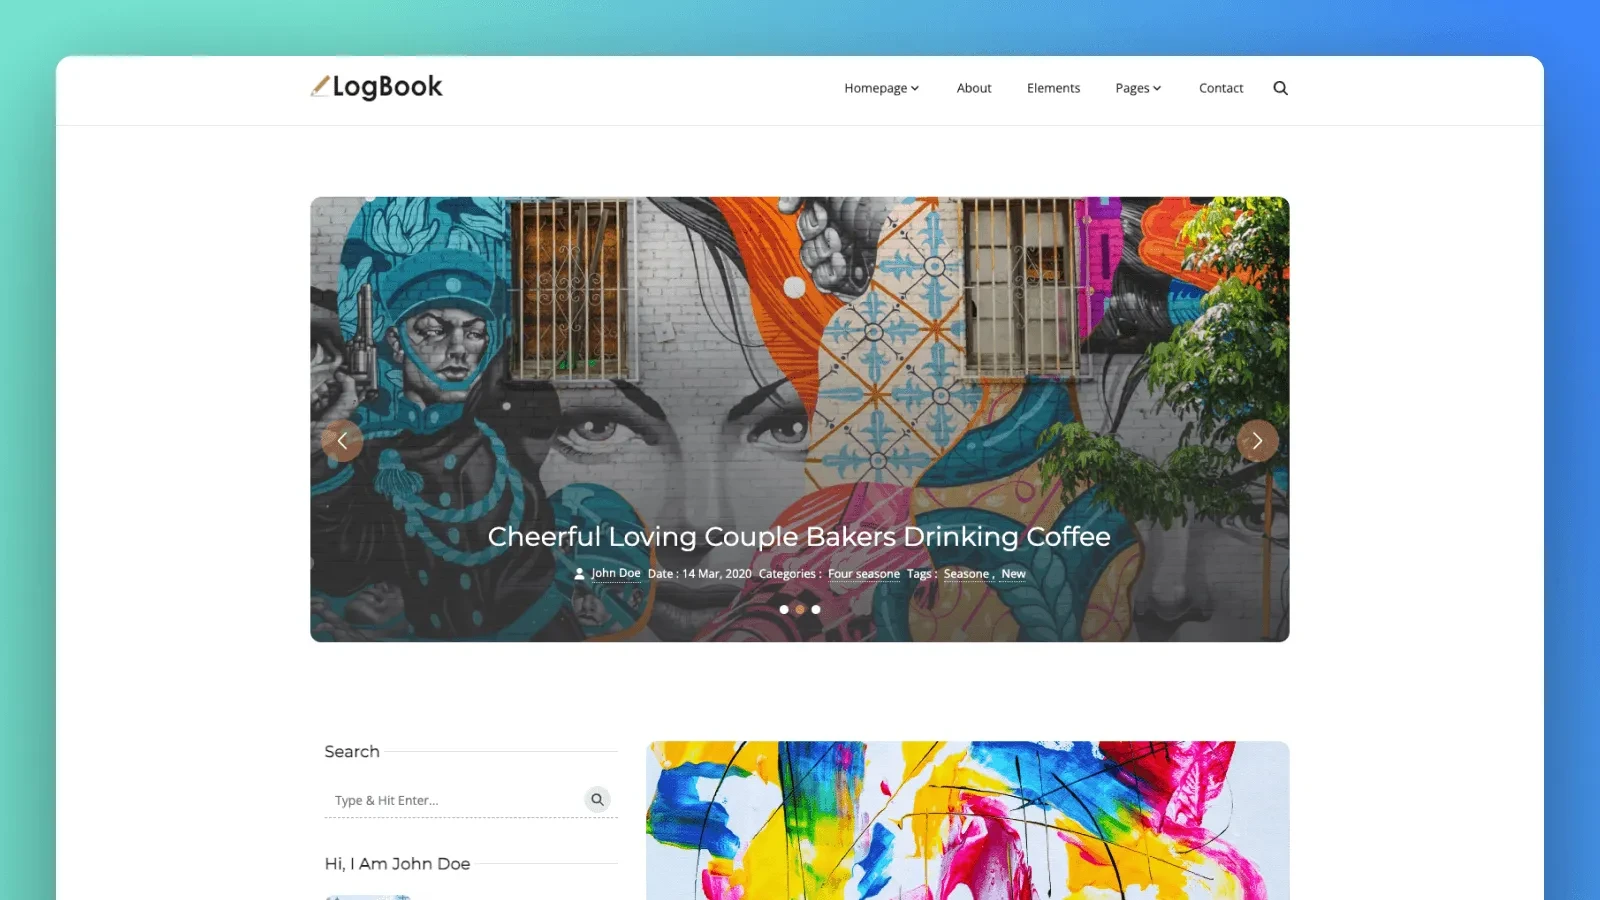 LogBook
Homepage About Elements Pages Contact
Cheerful Loving Couple Bakers Drinking Coffee
John Doe Date : 14 Mar, 2020 Categories : Four seasone Tags : Seasone , New
Search
Type & Hit Enter...
Hi, I Am John Doe